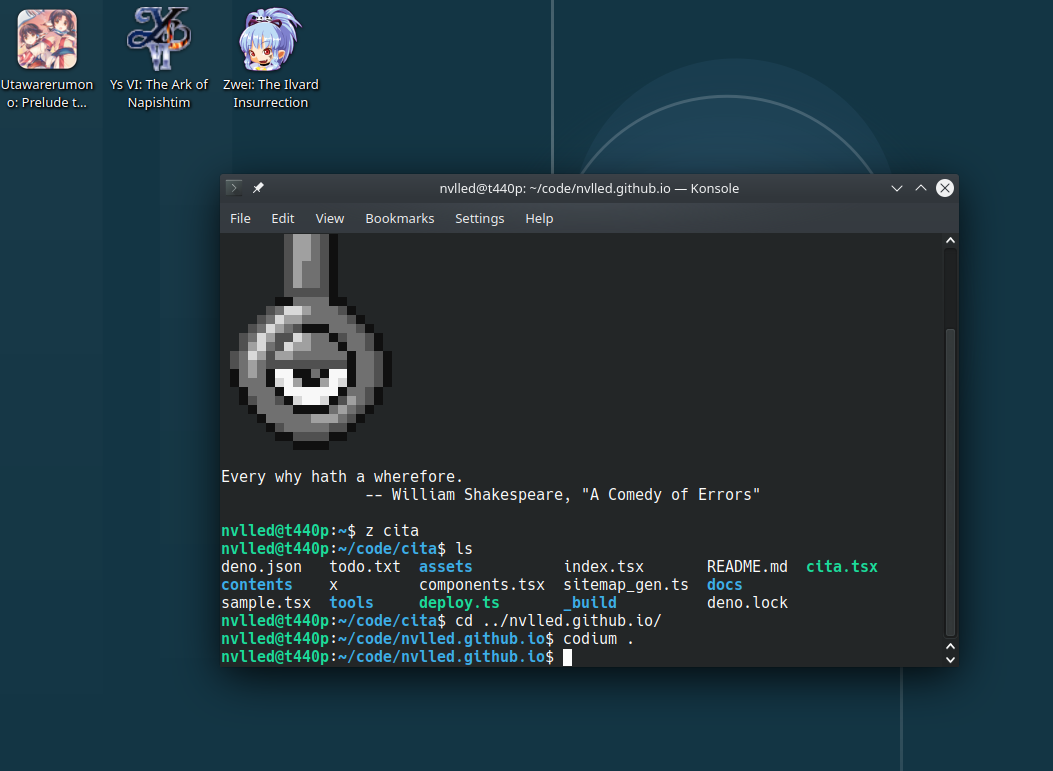 Utawarerumon
o: Prelude t...
Ys VI: The Ark of
Napishtim
Zwei: The Ilvard
Insurrection
nvlled@t440p: ~/code/nvlled.github.io — Konsole
File Edit View Bookmarks Settings Help
Every why hath a wherefore.
-- William Shakespeare, "A Comedy of Errors"
nvlled@t440p:~$ z cita
nvlled@t440p:~/code/cita$ ls
deno.json todo.txt assets index.tsx README.md cita.tsx
contents x components.tsx sitemap_gen.ts docs
sample.tsx tools deploy.ts _build deno.lock
nvlled@t440p:~/code/cita$ cd ../nvlled.github.io/
nvlled@t440p:~/code/nvlled.github.io$ codium .
nvlled@t440p:~/code/nvlled.github.io$